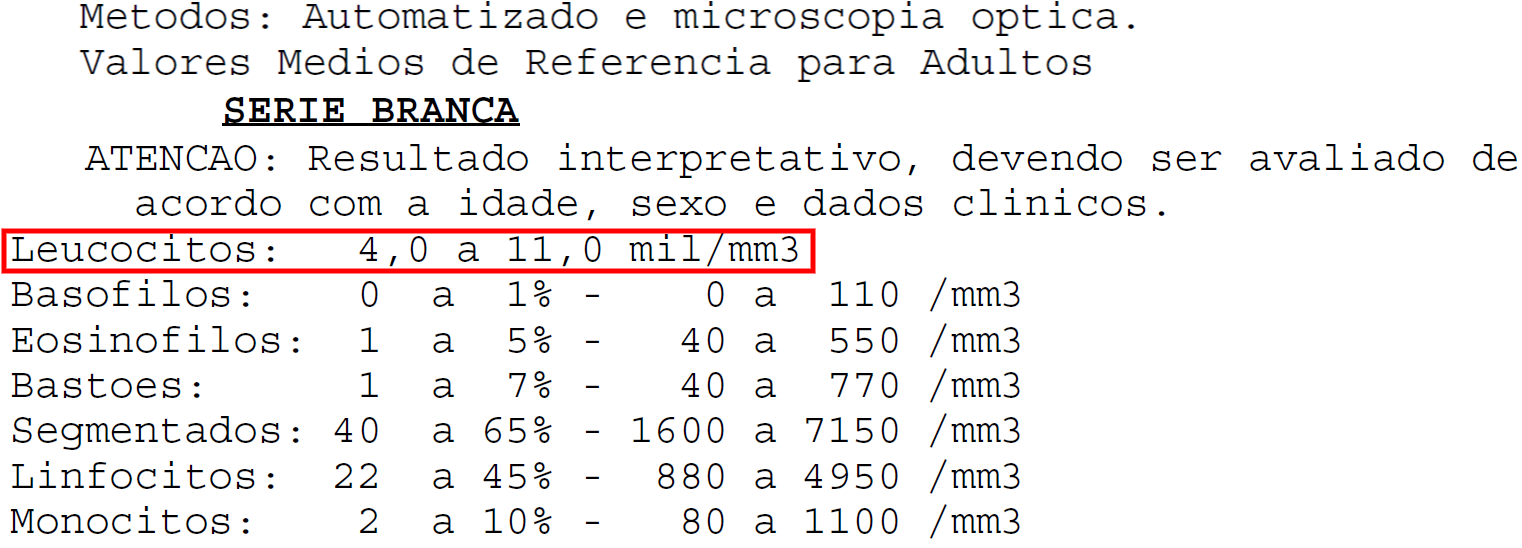 Metodos: Automatizado e microscopia optica.
Valores Medios de Referencia para Adultos
SERIE BRANCA
ATENCAO: Resultado interpretativo, devendo ser avaliado de
acordo com a idade, sexo e dados clinicos.
Leucocitos: 4,0 a 11,0 mil/mm3
Basofilos: 0 a 1% - 0 a 110 /mm3
Eosinofilos: 1 a 5% - 40 a 550 /mm3
Bastoes: 1 a 7% - 40 a 770 /mm3
Segmentados: 40 a 65% - 1600 a 7150 /mm3
Linfocitos: 22 a 45% - 880 a 4950 /mm3
Monocitos: 2 a 10% - 80 a 1100 /mm3